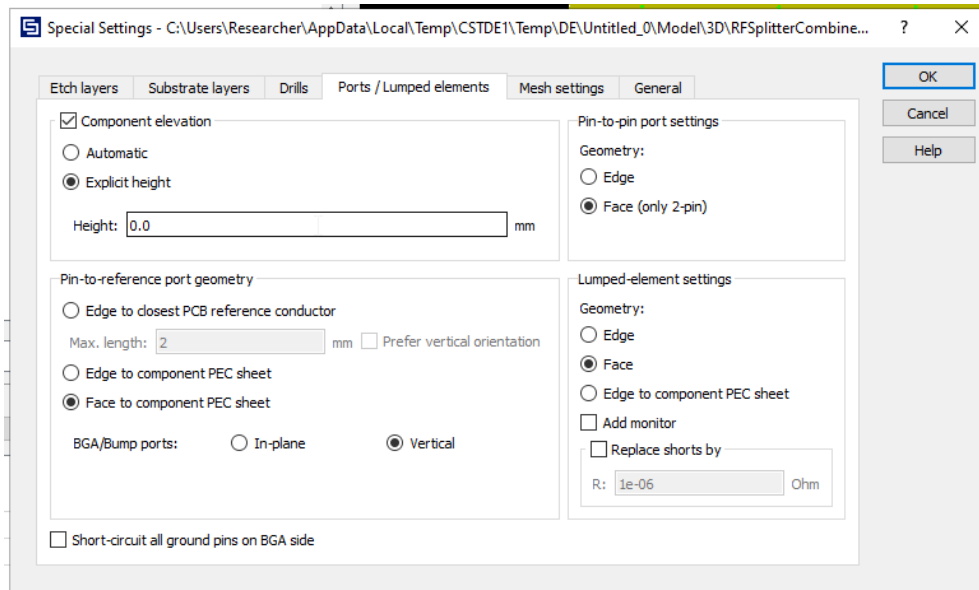 Special Settings - C:\Users\Researcher\AppData\Local\Temp\CSTDE1\Temp\DE\Untitled_0\Model\3D\RFSplitterCombine... ? ×
OK
Cancel
Help
Etch layers Substrate layers Drills Ports / Lumped elements Mesh settings General
Component elevation
Automatic
Explicit height
Height: 0.0 mm
Pin-to-pin port settings
Geometry:
Edge
Face (only 2-pin)
Pin-to-reference port geometry
Edge to closest PCB reference conductor
Max. length: 2 mm Prefer vertical orientation
Edge to component PEC sheet
Face to component PEC sheet
BGA/Bump ports: In-plane Vertical
Lumped-element settings
Geometry:
Edge
Face
Edge to component PEC sheet
Add monitor
Replace shorts by
R: 1e-06 Ohm
Short-circuit all ground pins on BGA side